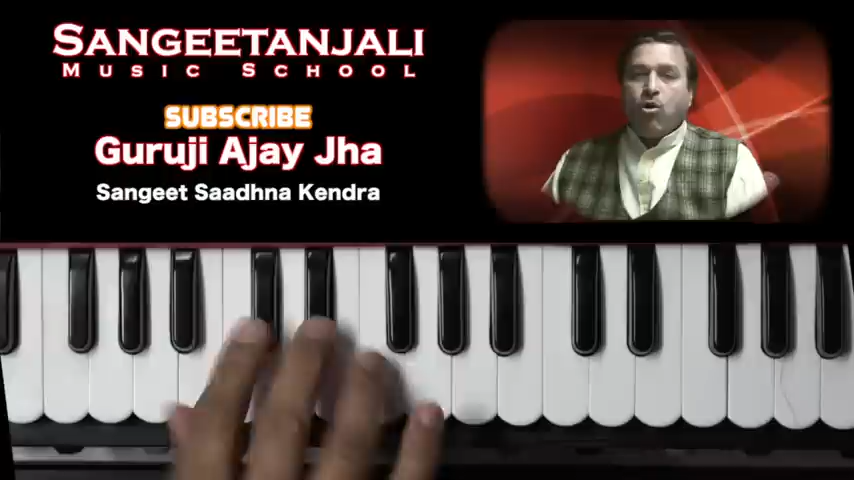 SANGEETANJALI
MUSIC SCHOOL
SUBSCRIBE
Guruji Ajay Jha
Sangeet Saadhna Kendra